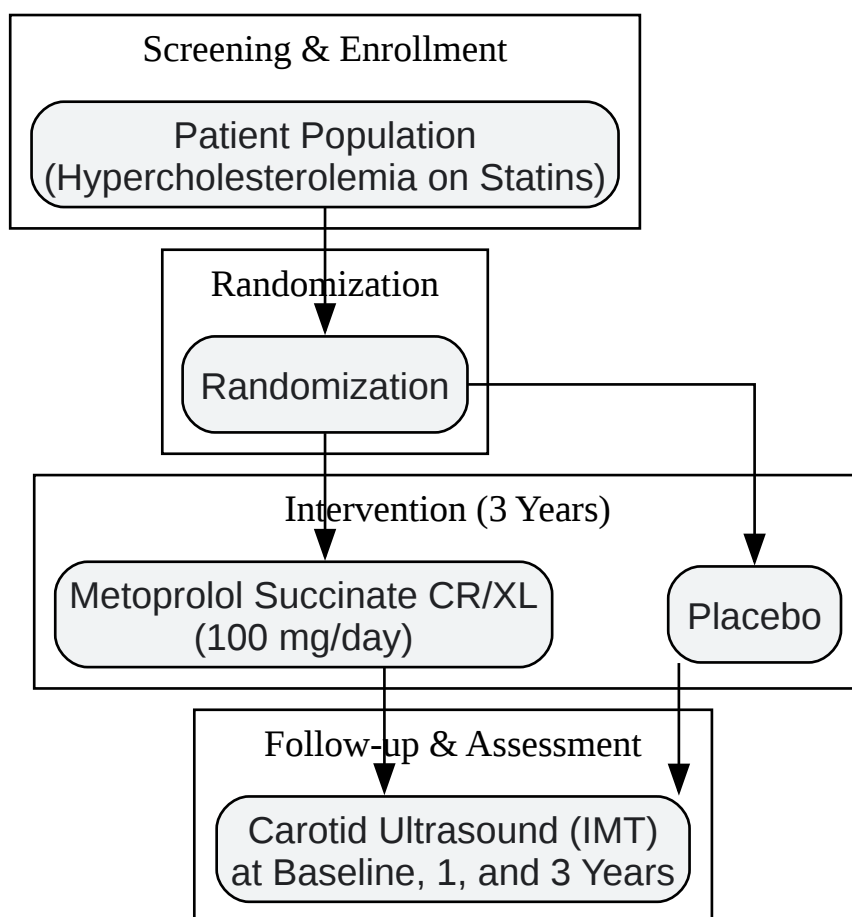 Screening & Enrollment
Patient Population
(Hypercholesterolemia on Statins)
Randomization
Randomization
Intervention (3 Years)
Metoprolol Succinate CR/XL
(100 mg/day)
Placebo
Follow-up & Assessment
Carotid Ultrasound (IMT)
at Baseline, 1, and 3 Years